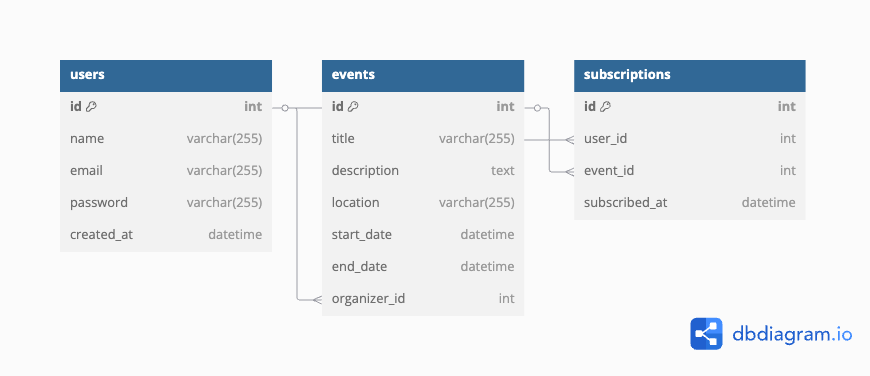 users
id int
name varchar(255)
email varchar(255)
password varchar(255)
created_at datetime
events
id int
title varchar(255)
description text
location varchar(255)
start_date datetime
end_date datetime
organizer_id int
subscriptions
id int
user_id int
event_id int
subscribed_at datetime
dbdiagram.io